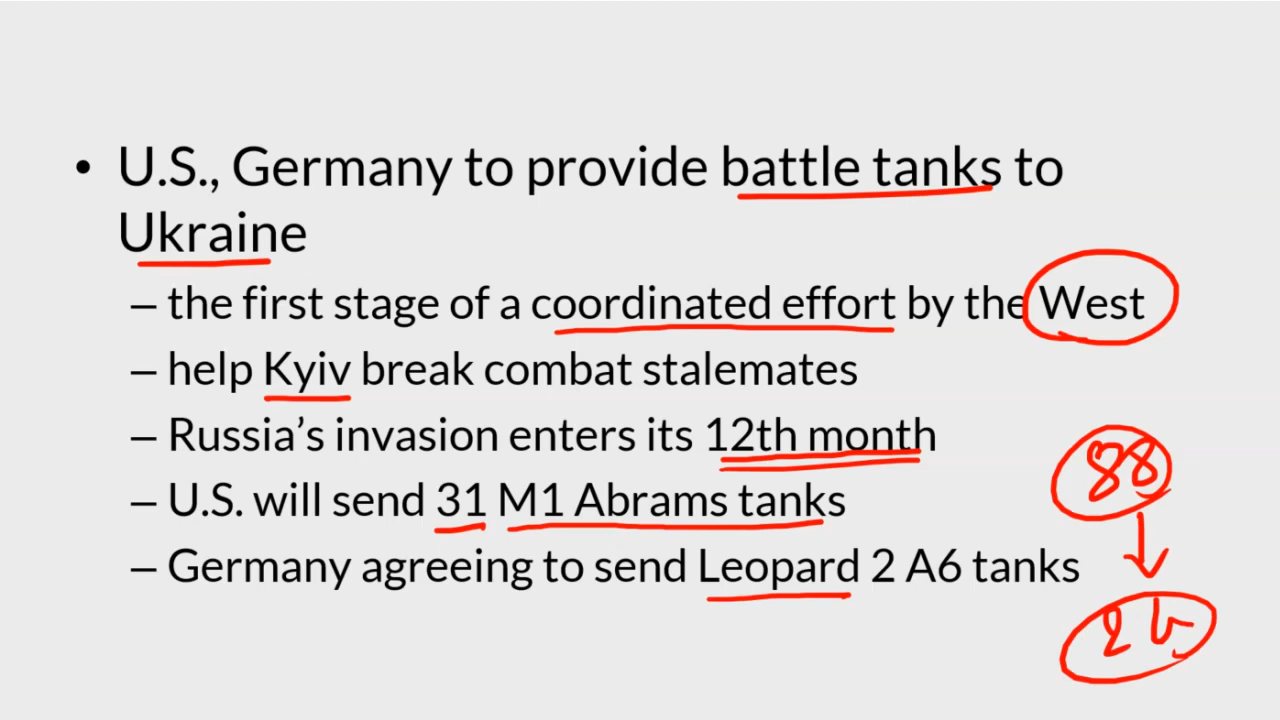 • U.S., Germany to provide battle tanks to
Ukraine
– the first stage of a coordinated effort by the West
– help Kyiv break combat stalemates
– Russia’s invasion enters its 12th month
– U.S. will send 31 M1 Abrams tanks
– Germany agreeing to send Leopard 2 A6 tanks
88